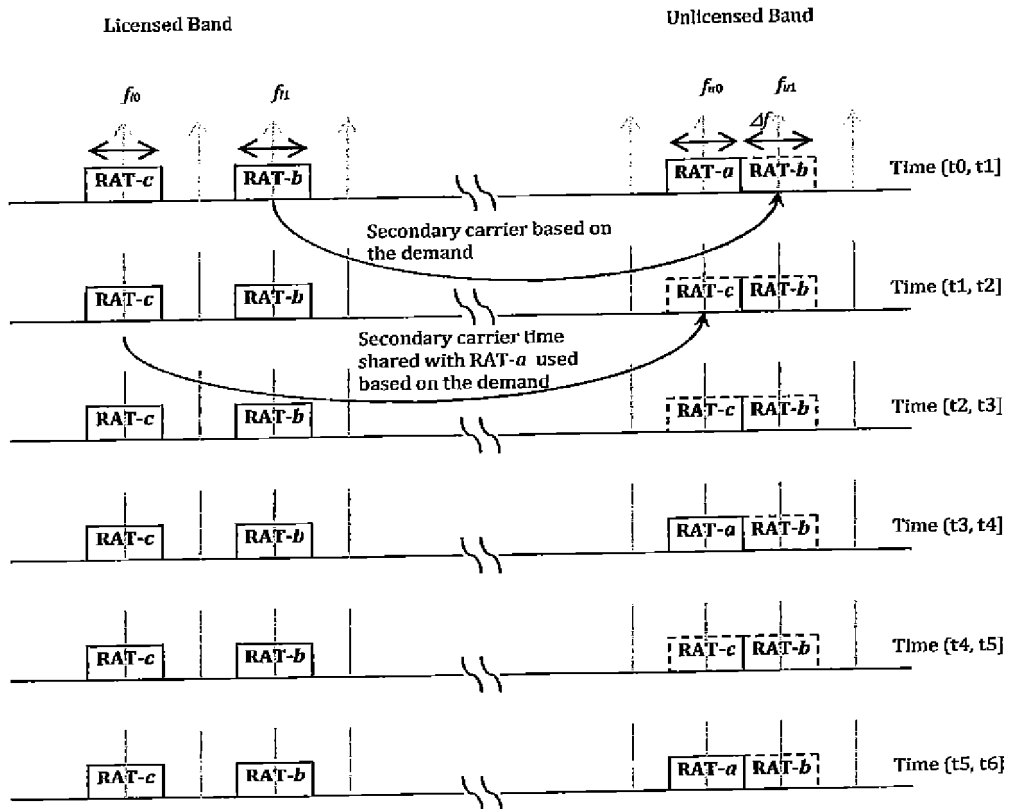 Licensed Band
Unlicensed Band
fl0
fl1
fu0
fu1
Δf
RAT-c
RAT-b
RAT-a
RAT-b
Time (t0, t1]
Secondary carrier based on
the demand
RAT-c
RAT-b
RAT-c
RAT-b
Time (t1, t2]
Secondary carrier time
shared with RAT-a used
based on the demand
RAT-c
RAT-b
RAT-c
RAT-b
Time (t2, t3]
RAT-c
RAT-b
RAT-a
RAT-b
Time (t3, t4]
RAT-c
RAT-b
RAT-c
RAT-b
Time (t4, t5]
RAT-c
RAT-b
RAT-a
RAT-b
Time (t5, t6]